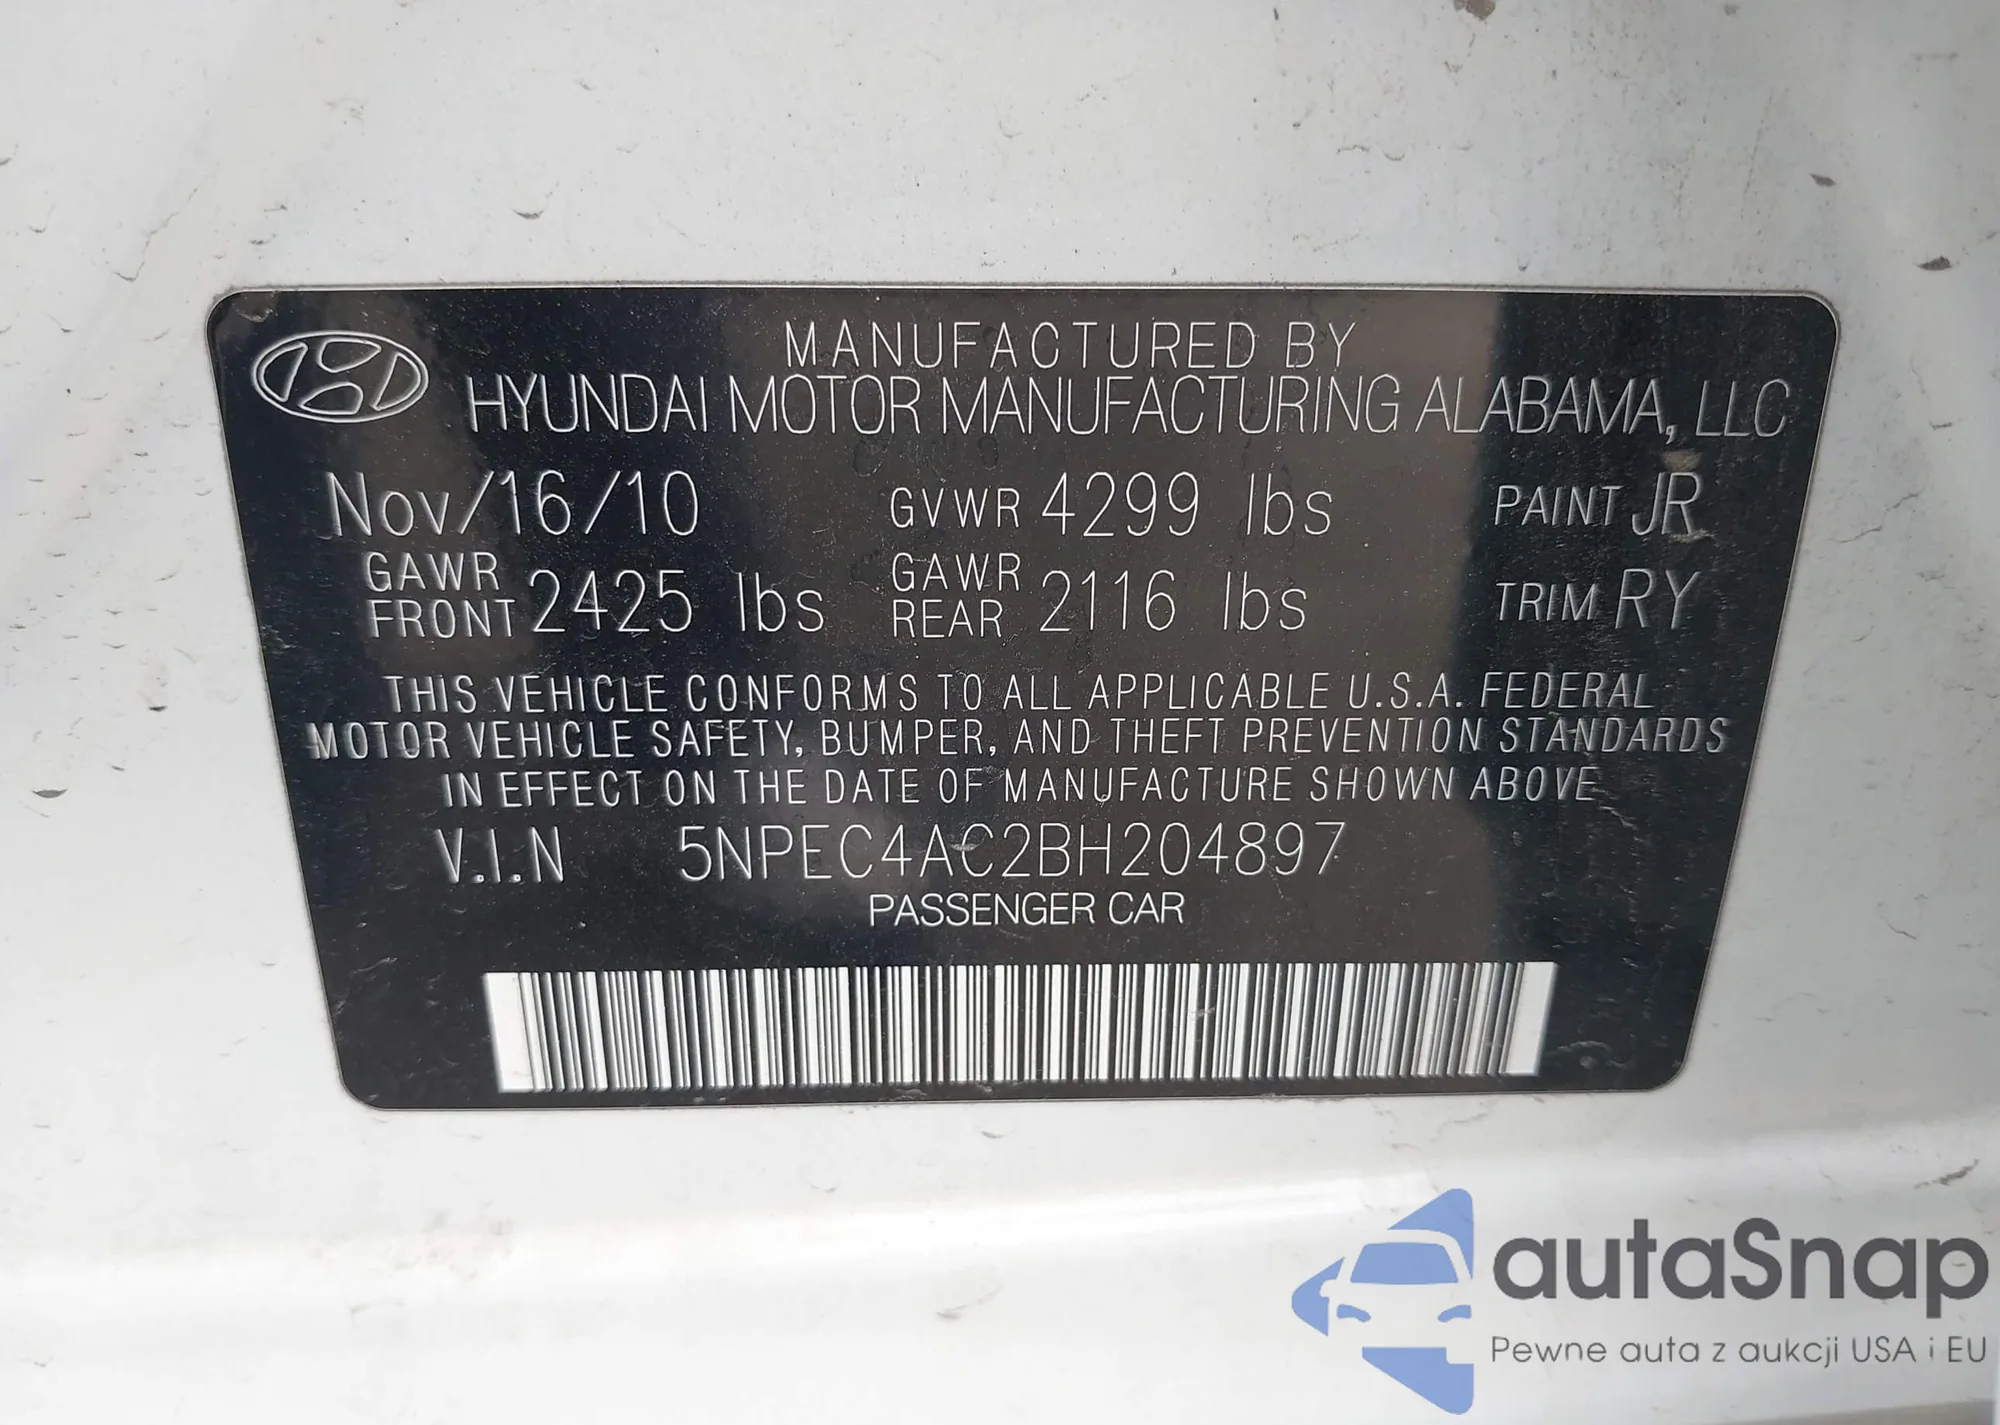 MANUFACTURED BY
HYUNDAI MOTOR MANUFACTURING ALABAMA, LLC
Nov/16/10 GVWR 4299 lbs PAINT JR
GAWR FRONT 2425 lbs GAWR REAR 2116 lbs TRIM RY
THIS VEHICLE CONFORMS TO ALL APPLICABLE U.S.A. FEDERAL
MOTOR VEHICLE SAFETY, BUMPER, AND THEFT PREVENTION STANDARDS
IN EFFECT ON THE DATE OF MANUFACTURE SHOWN ABOVE
V.I.N 5NPEC4AC2BH204897
PASSENGER CAR
autaSnap
Pewne auta z aukcji USA i EU